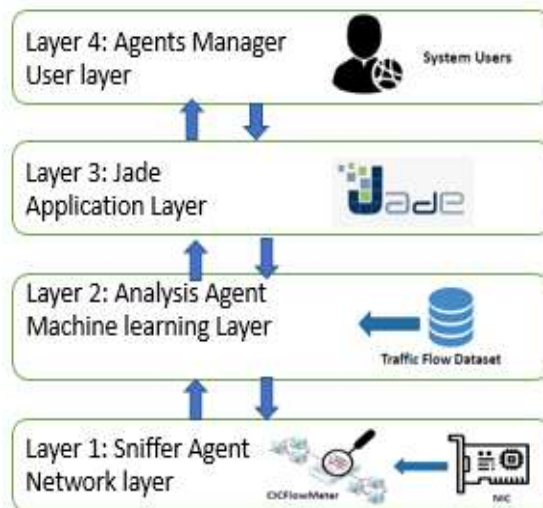 Layer 4: Agents Manager
User layer
System Users
Layer 3: Jade
Application Layer
Jade
Layer 2: Analysis Agent
Machine learning Layer
Traffic Flow Dataset
Layer 1: Sniffer Agent
Network layer
CICFlowMeter
NIC